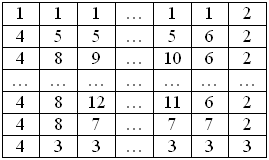 1 1 1 … 1 1 2
4 5 5 … 5 6 2
4 8 9 … 10 6 2
… … … … … … …
4 8 12 … 11 6 2
4 8 7 … 7 7 2
4 3 3 … 3 3 3